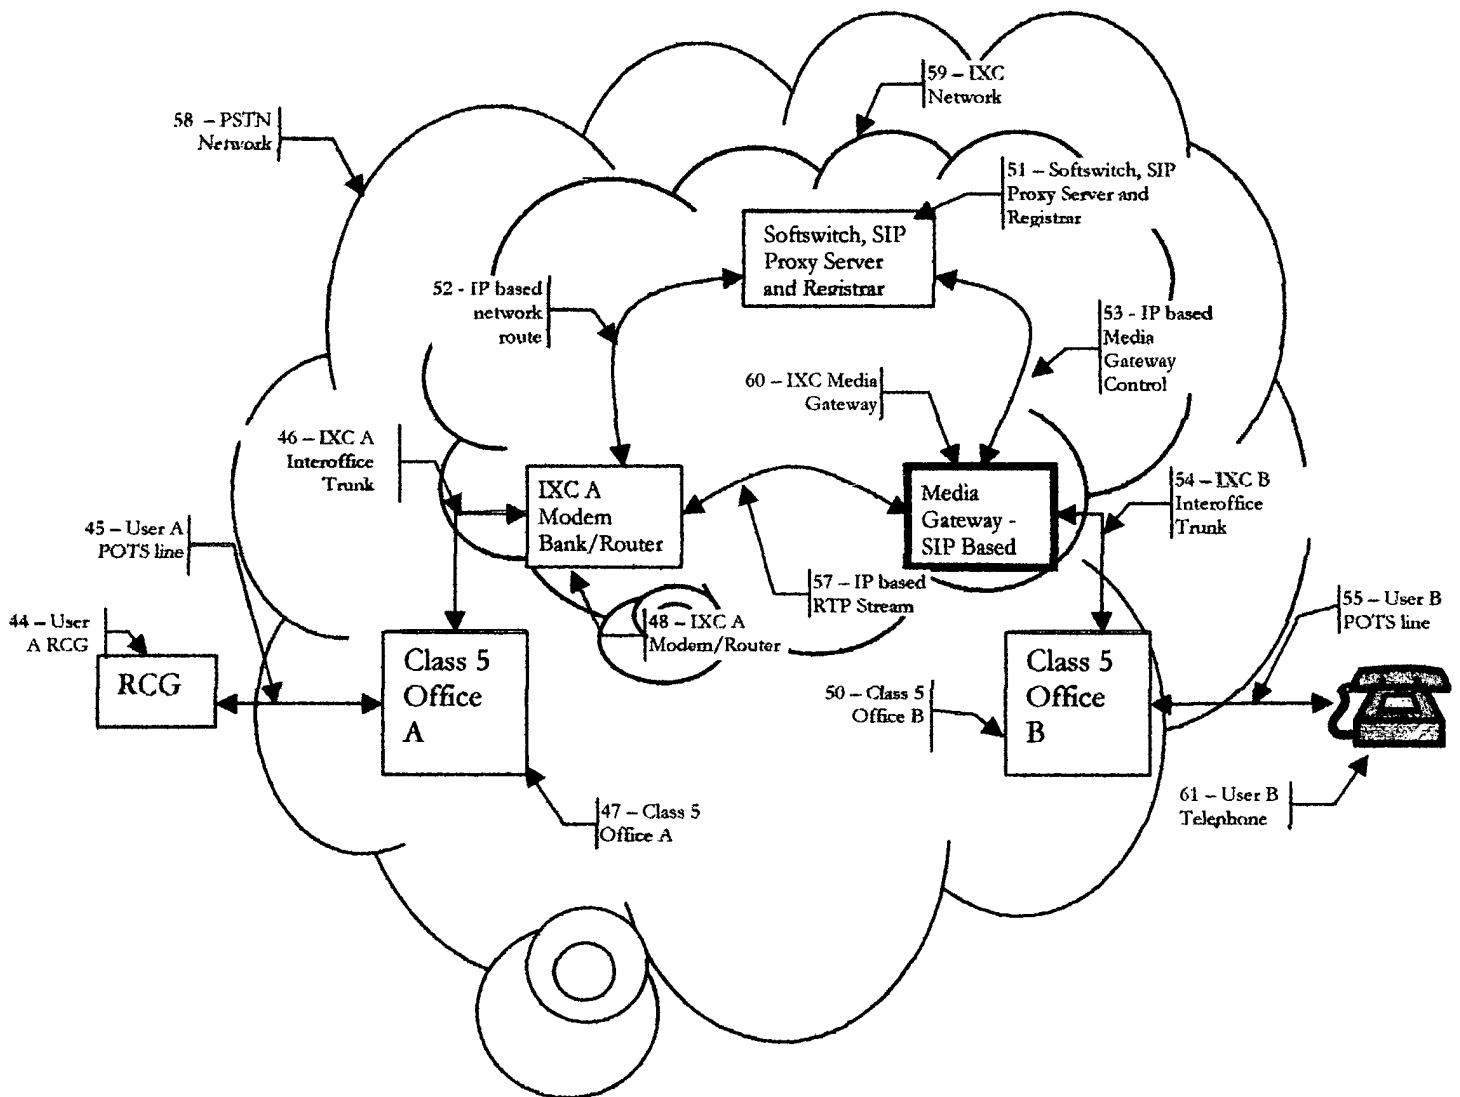 59 – IXC
Network
58 – PSTN
Network
51 – Softswitch, SIP
Proxy Server and
Registrar
Softswitch, SIP
Proxy Server
and Registrar
52 - IP based
network
route
53 - IP based
Media
Gateway
Control
60 – IXC Media
Gateway
46 – IXC A
Interoffice
Trunk
IXC A
Modem
Bank/Router
Media
Gateway -
SIP Based
54 – IXC B
Interoffice
Trunk
45 – User A
POTS line
57 – IP based
RTP Stream
55 – User B
POTS line
44 – User
A RCG
48 – IXC A
Modem/Router
RCG
Class 5
Office
A
50 – Class 5
Office B
Class 5
Office
B
47 – Class 5
Office A
61 – User B
Telephone